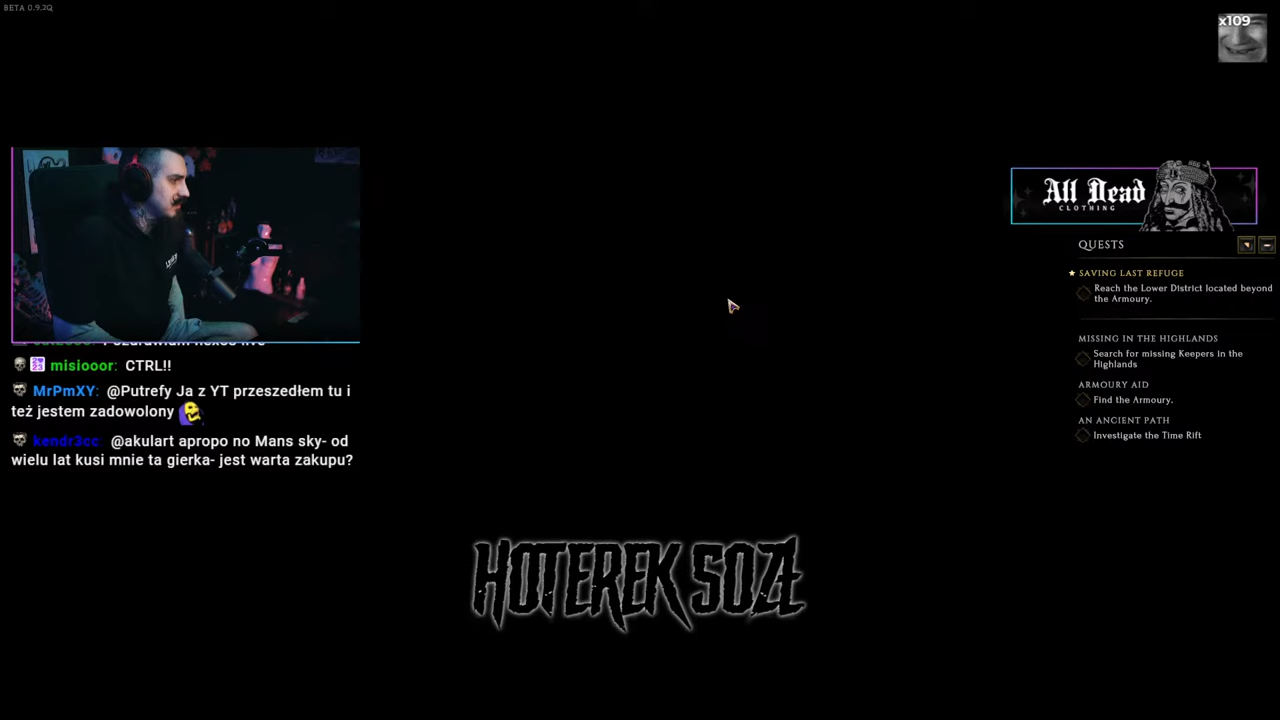 BETA 0.9.2Q
x109
All Dead
CLOTHING
QUESTS
SAVING LAST REFUGE
Reach the Lower District located beyond
the Armoury.
MISSING IN THE HIGHLANDS
Search for missing Keepers in the
Highlands
ARMOURY AID
Find the Armoury.
AN ANCIENT PATH
Investigate the Time Rift
misiooor: CTRL!!
MrPmXY: @Putrefy Ja z YT przeszedłem tu i
też jestem zadowolony
kendr3cc: @akulart apropo no Mans sky- od
wielu lat kusi mnie ta gierka- jest warta zakupu?
HOTEREK 50ZŁ